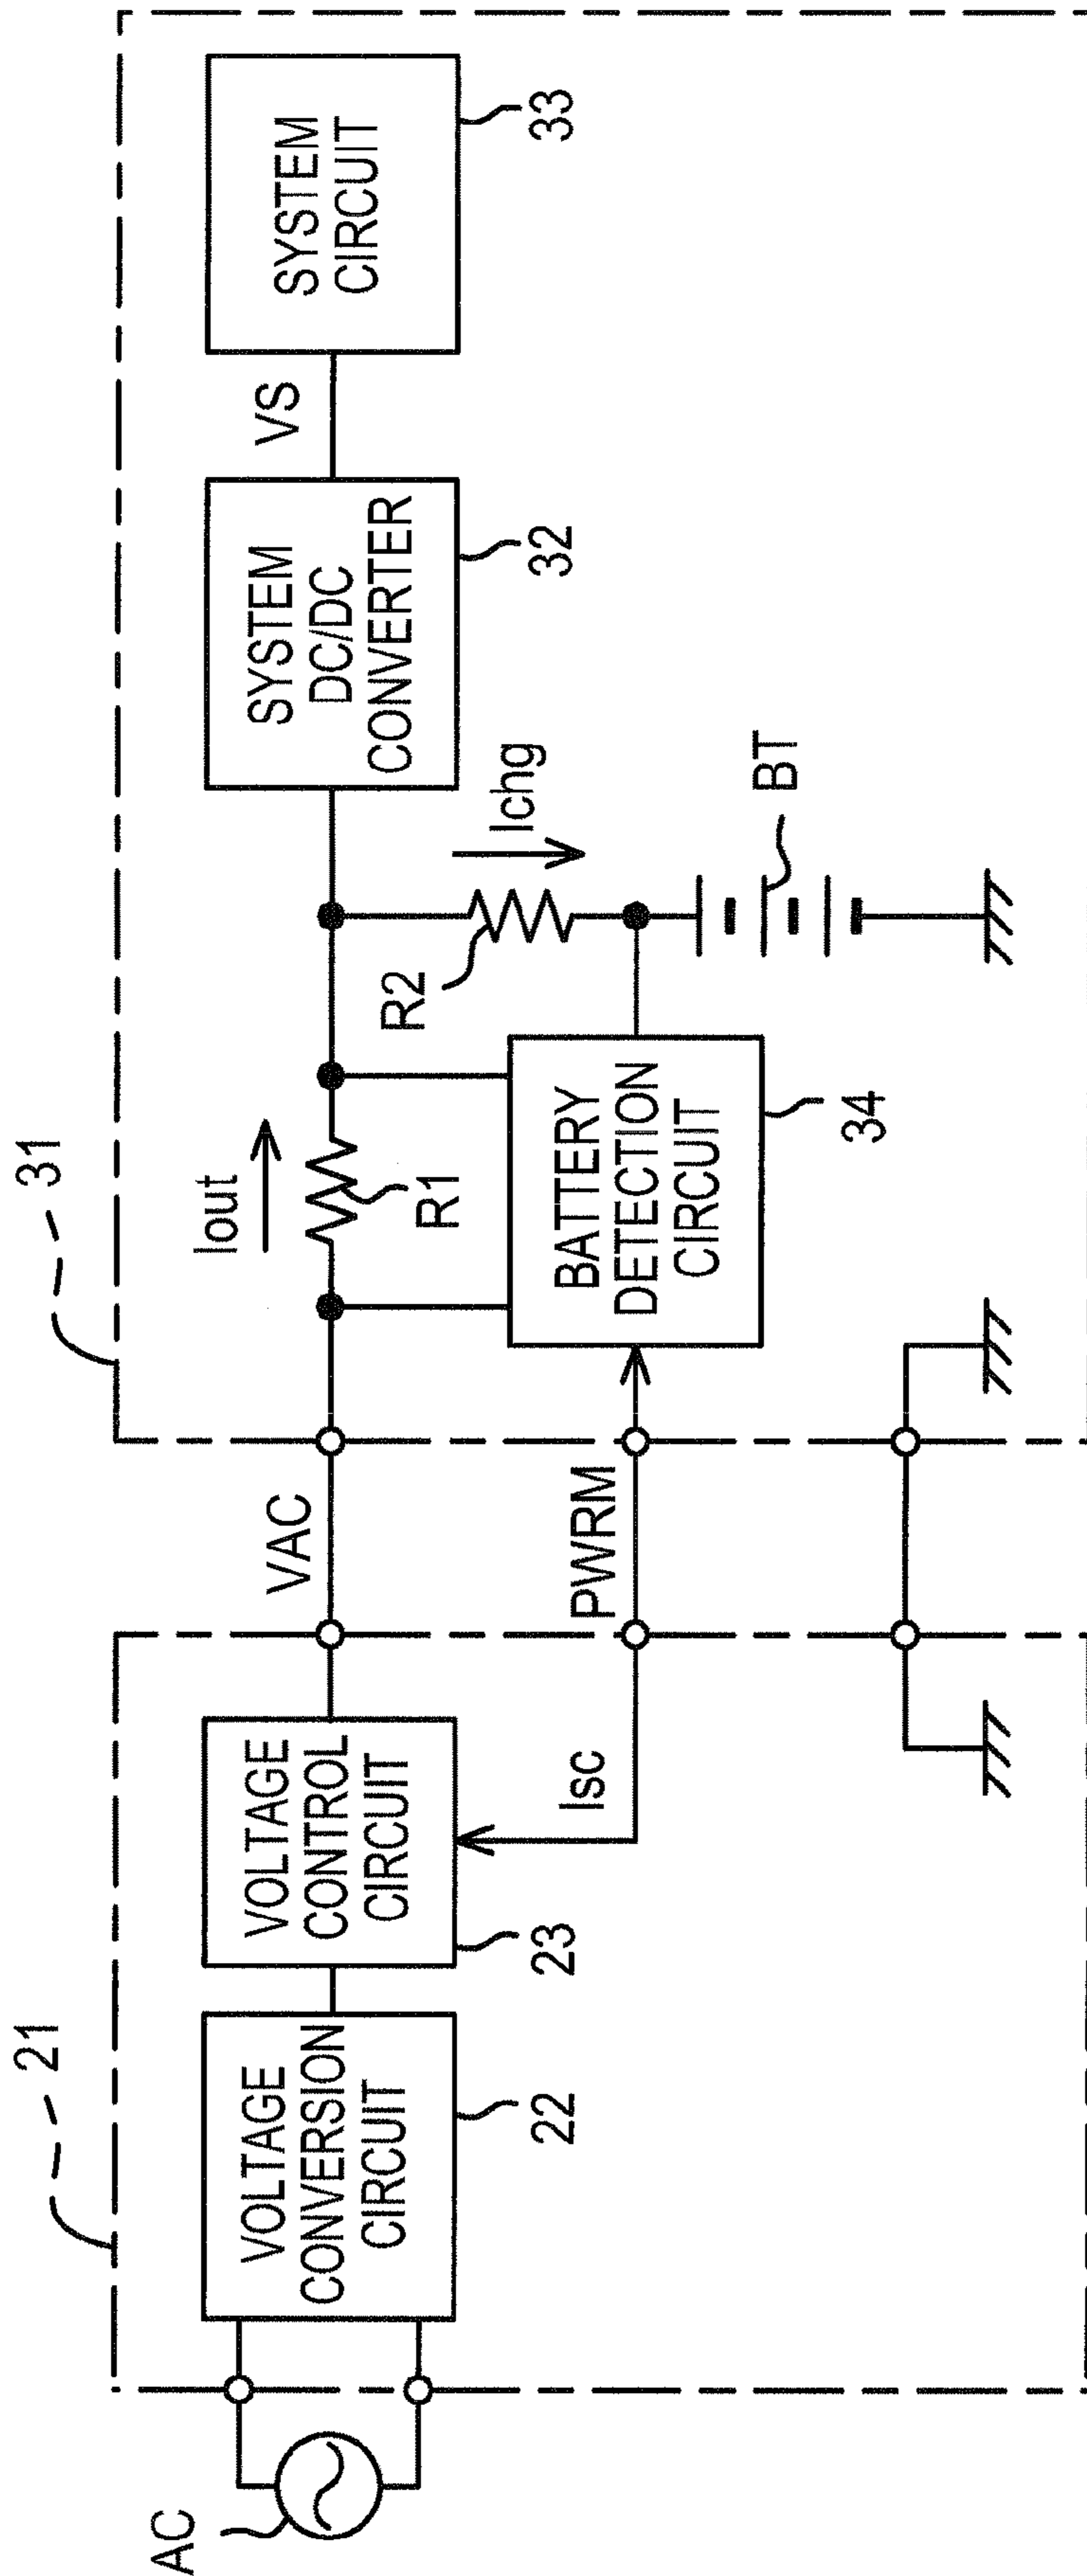 21
31
AC
VOLTAGE
CONVERSION
CIRCUIT
22
VOLTAGE
CONTROL
CIRCUIT
23
Isc
VAC
PWRM
Iout
R1
BATTERY
DETECTION
CIRCUIT
34
R2
Ichg
BT
SYSTEM
DC/DC
CONVERTER
32
VS
SYSTEM
CIRCUIT
33